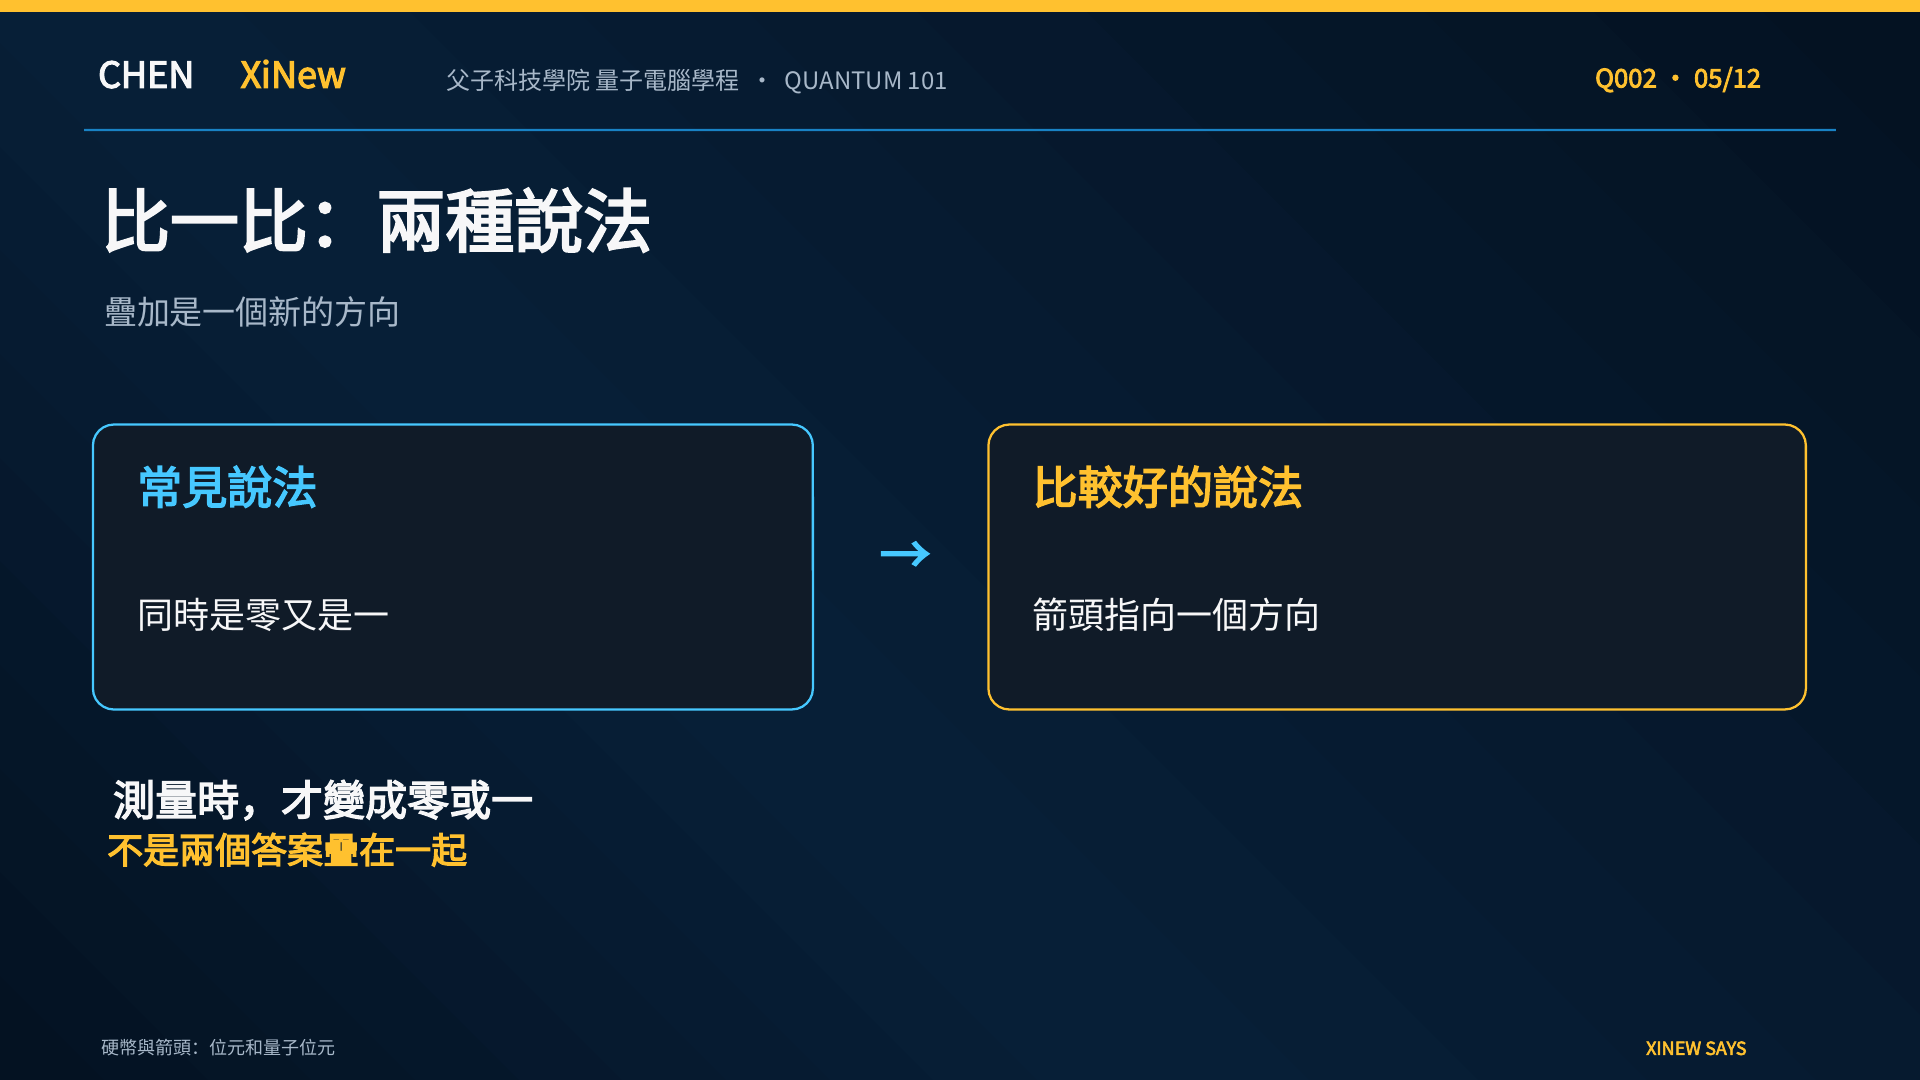 CHEN XiNew 父子科技學院 量子電腦學程 · QUANTUM 101 Q002 · 05/12
比一比：兩種說法
疊加是一個新的方向
常見說法
同時是零又是一
→
比較好的說法
箭頭指向一個方向
測量時，才變成零或一
不是兩個答案疊在一起
硬幣與箭頭：位元和量子位元
XINEW SAYS